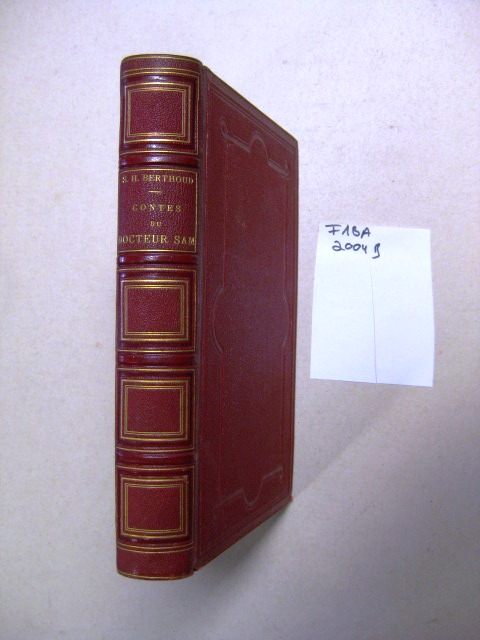 S. H. BERTHOUD
CONTES
DU
DOCTEUR SAM
F1BA
2004 B